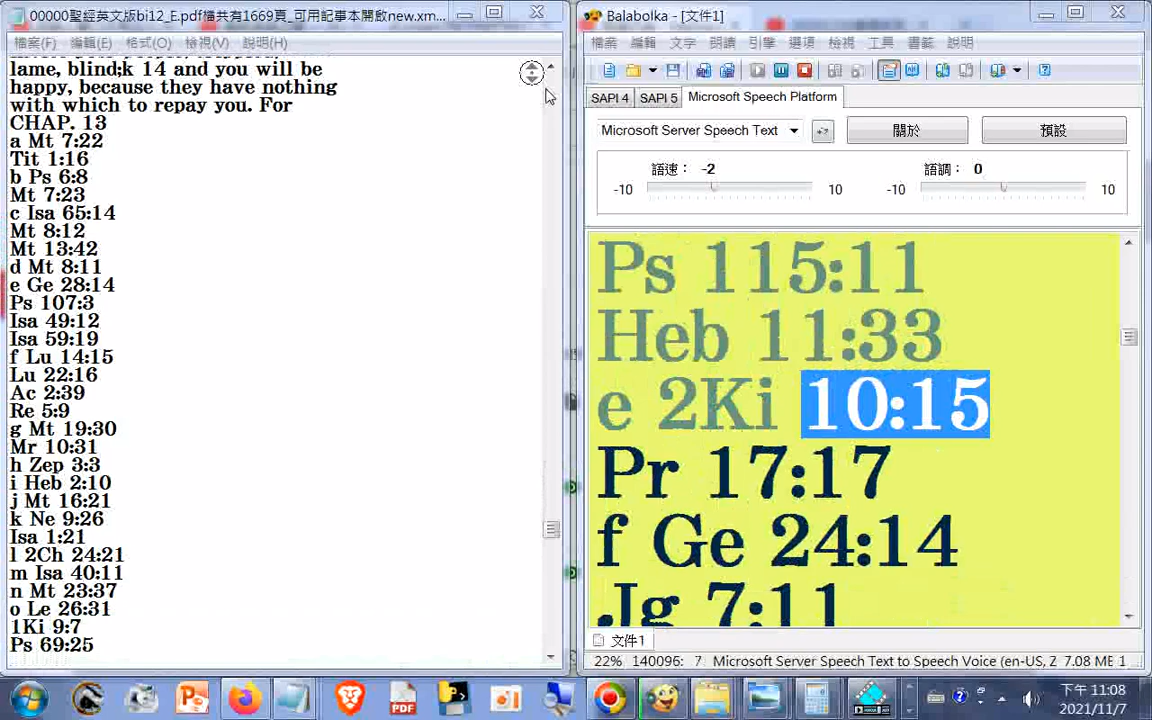 00000聖經英文版bi12_E.pdf檔共有1669頁_可用記事本開啟new.xm...
檔案(F) 編輯(E) 格式(O) 檢視(V) 說明(H)
lame, blind;k 14 and you will be
happy, because they have nothing
with which to repay you. For
CHAP. 13
a Mt 7:22
Tit 1:16
b Ps 6:8
Mt 7:23
c Isa 65:14
Mt 8:12
Mt 13:42
d Mt 8:11
e Ge 28:14
Ps 107:3
Isa 49:12
Isa 59:19
f Lu 14:15
Lu 22:16
Ac 2:39
Re 5:9
g Mt 19:30
Mr 10:31
h Zep 3:3
i Heb 2:10
j Mt 16:21
k Ne 9:26
Isa 1:21
l 2Ch 24:21
m Isa 40:11
n Mt 23:37
o Le 26:31
1Ki 9:7
Ps 69:25
Balabolka - [文件1]
檔案 編輯 文字 朗讀 引擎 選項 檢視 工具 書籤 說明
SAPI 4 SAPI 5 Microsoft Speech Platform
Microsoft Server Speech Text 關於 預設
語速： -2 語調： 0
-10 10 -10 10
Ps 115:11
Heb 11:33
e 2Ki 10:15
Pr 17:17
f Ge 24:14
Jg 7:11
文件1
22% 140096: 7 Microsoft Server Speech Text to Speech Voice (en-US, Z 7.08 MB 1
PDF
下午 11:08
2021/11/7